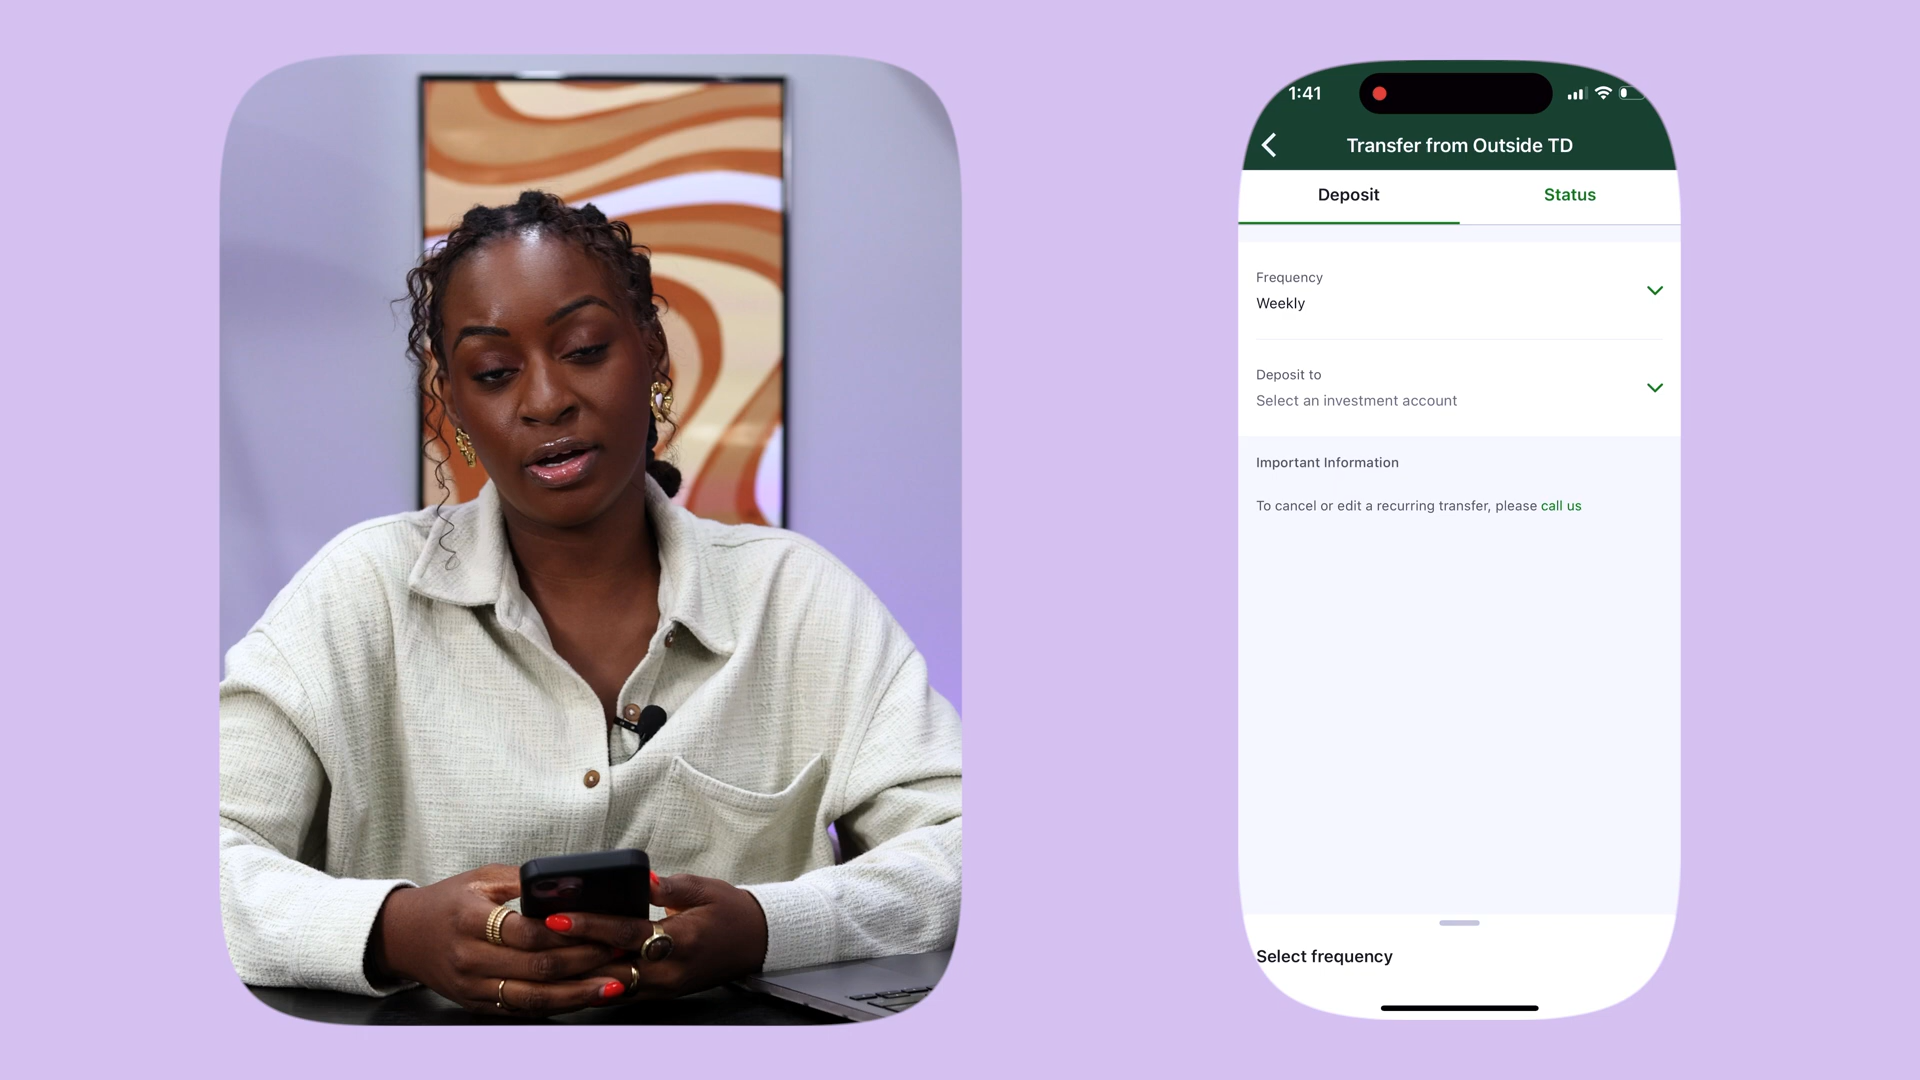 1:41
Transfer from Outside TD
Deposit
Status
Frequency
Weekly
Deposit to
Select an investment account
Important Information
To cancel or edit a recurring transfer, please call us
Select frequency